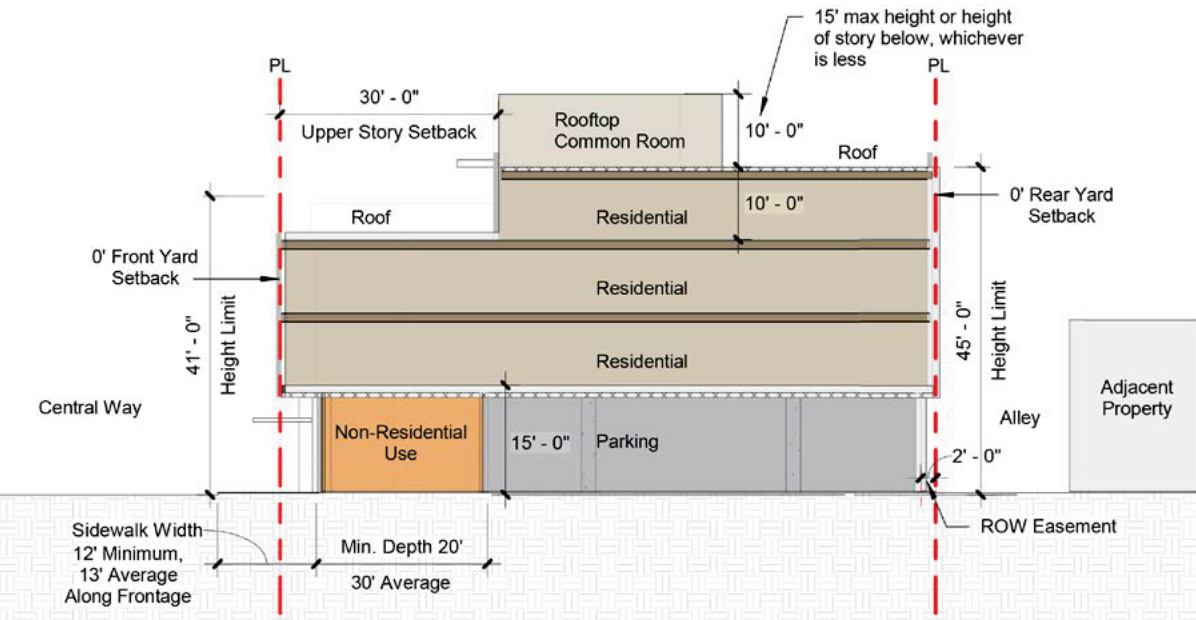 15' max height or height
of story below, whichever
is less
PL
PL
30' - 0"
Upper Story Setback
Rooftop
Common Room
10' - 0"
Roof
10' - 0"
0' Rear Yard
Setback
Roof
Residential
0' Front Yard
Setback
Residential
41' - 0"
Height Limit
45' - 0"
Height Limit
Residential
Adjacent
Property
Central Way
Alley
Non-Residential
Use
15' - 0"
Parking
2' - 0"
ROW Easement
Sidewalk Width
12' Minimum,
13' Average
Along Frontage
Min. Depth 20'
30' Average